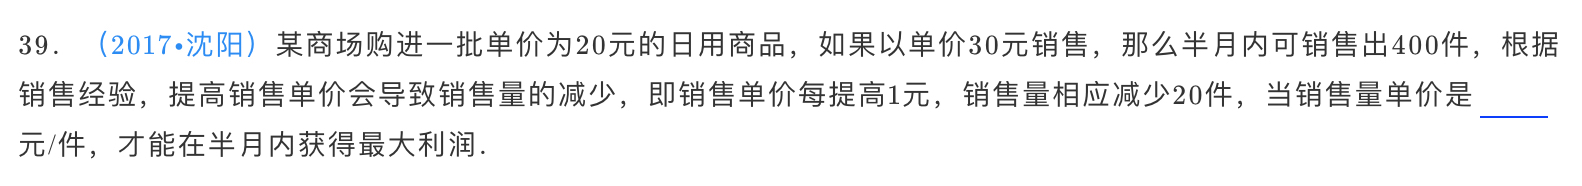 39. （2017•沈阳）某商场购进一批单价为20元的日用商品，如果以单价30元销售，那么半月内可销售出400件，根据
销售经验，提高销售单价会导致销售量的减少，即销售单价每提高1元，销售量相应减少20件，当销售量单价是____
元/件，才能在半月内获得最大利润.